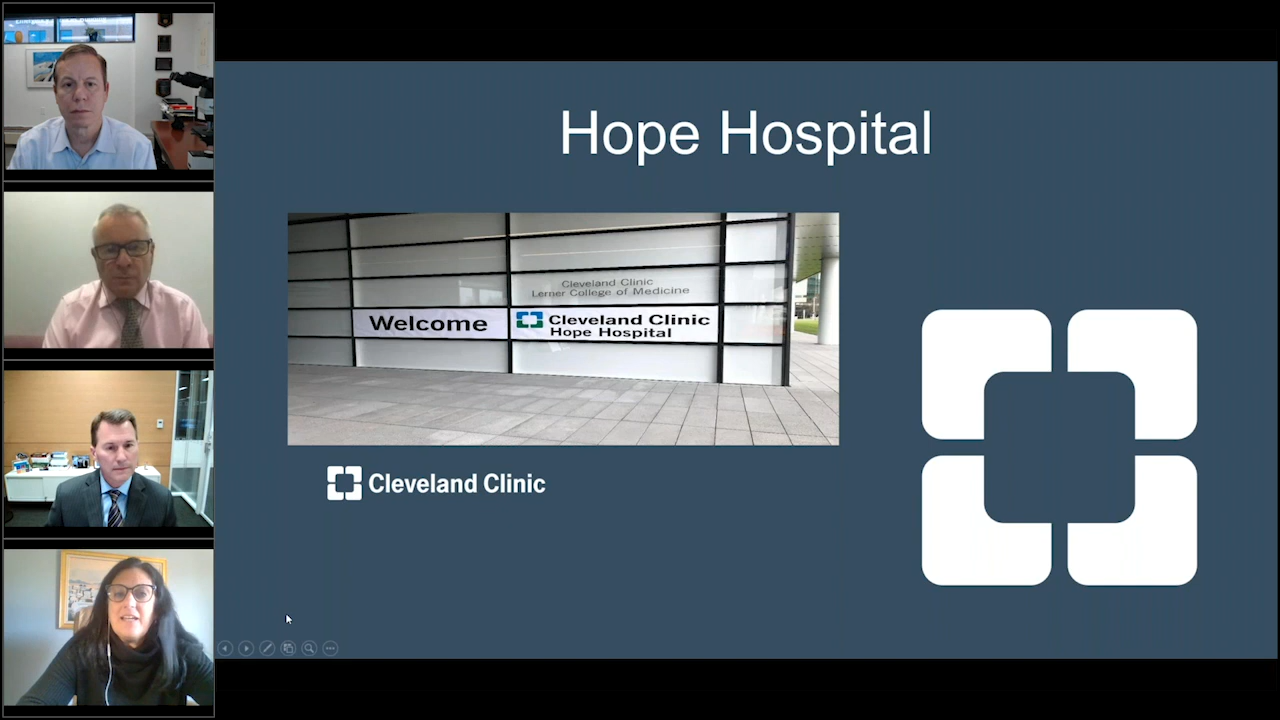 Hope Hospital
Cleveland Clinic
Lerner College of Medicine
Welcome
Cleveland Clinic
Hope Hospital
Cleveland Clinic